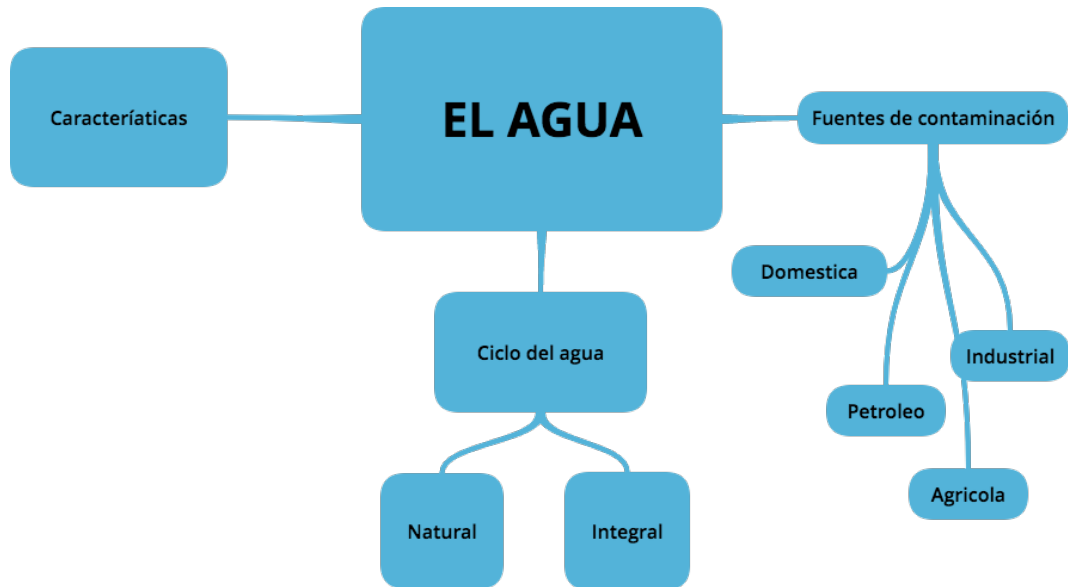 EL AGUA
Caracteríaticas
Fuentes de contaminación
Domestica
Industrial
Petroleo
Agricola
Ciclo del agua
Natural
Integral